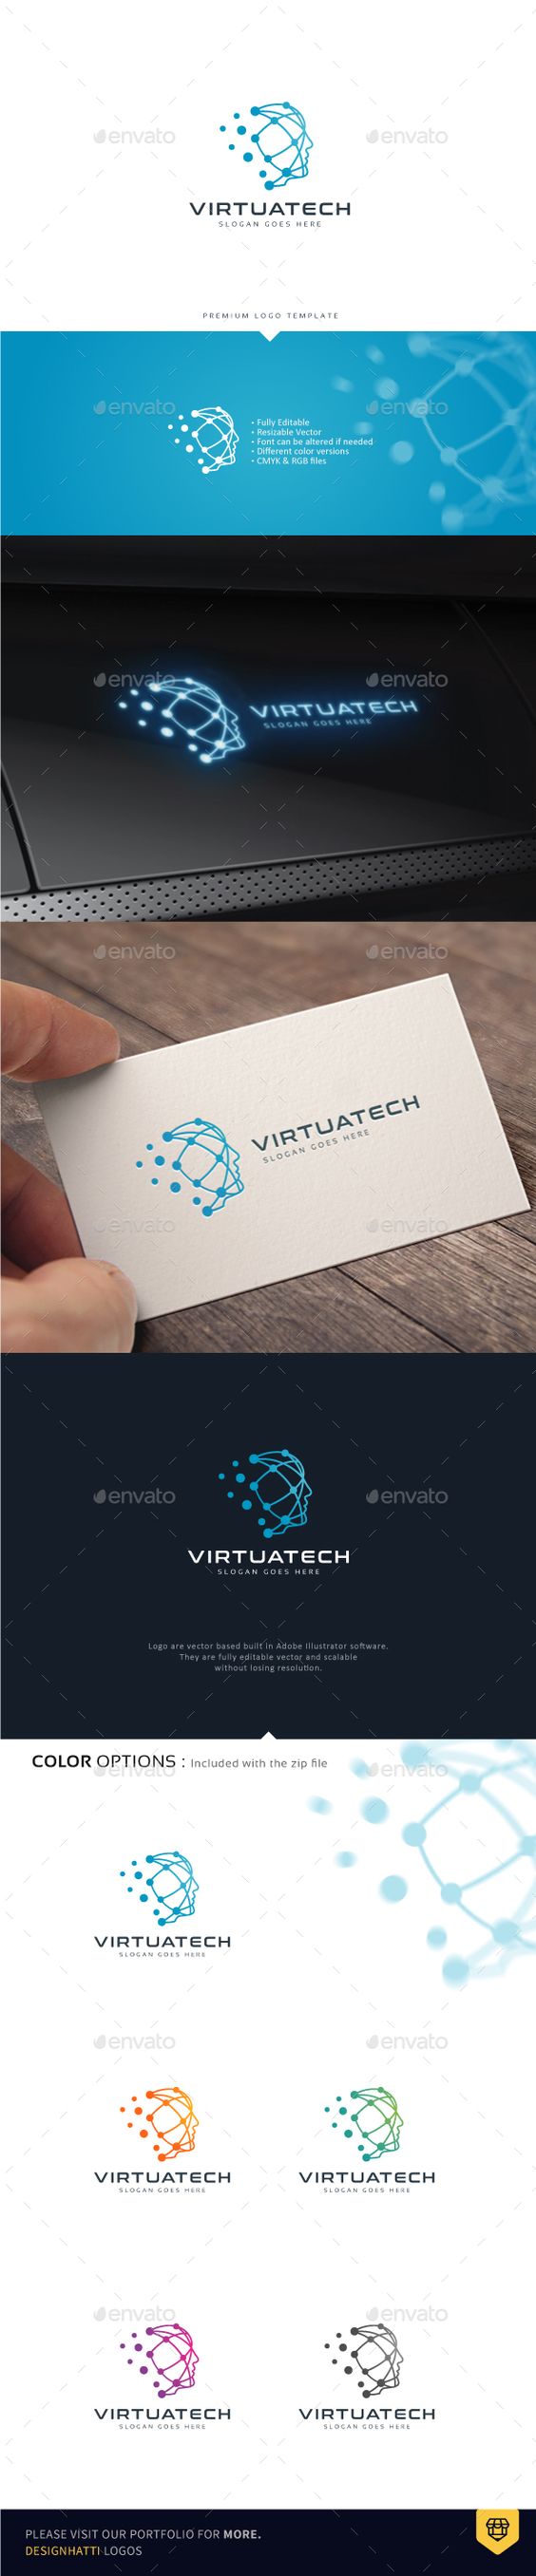 envato envato
VIRTUATECH
SLOGAN GOES HERE
PREMIUM LOGO TEMPLATE
envato envato
• Fully Editable
• Resizable Vector
• Font can be altered if needed
• Different color versions
• CMYK & RGB files
envato envato
VIRTUATECH
SLOGAN GOES HERE
envato envato
VIRTUATECH
SLOGAN GOES HERE
envato envato
envato envato
VIRTUATECH
SLOGAN GOES HERE
Logo are vector based built in Adobe Illustrator software.
They are fully editable vector and scalable
without losing resolution.
COLOR OPTIONS : Included with the zip file
envato envato
VIRTUATECH
SLOGAN GOES HERE
envato envato
VIRTUATECH VIRTUATECH
SLOGAN GOES HERE SLOGAN GOES HERE
envato envato
VIRTUATECH VIRTUATECH
SLOGAN GOES HERE SLOGAN GOES HERE
PLEASE VISIT OUR PORTFOLIO FOR MORE.
DESIGNHATTI LOGOS